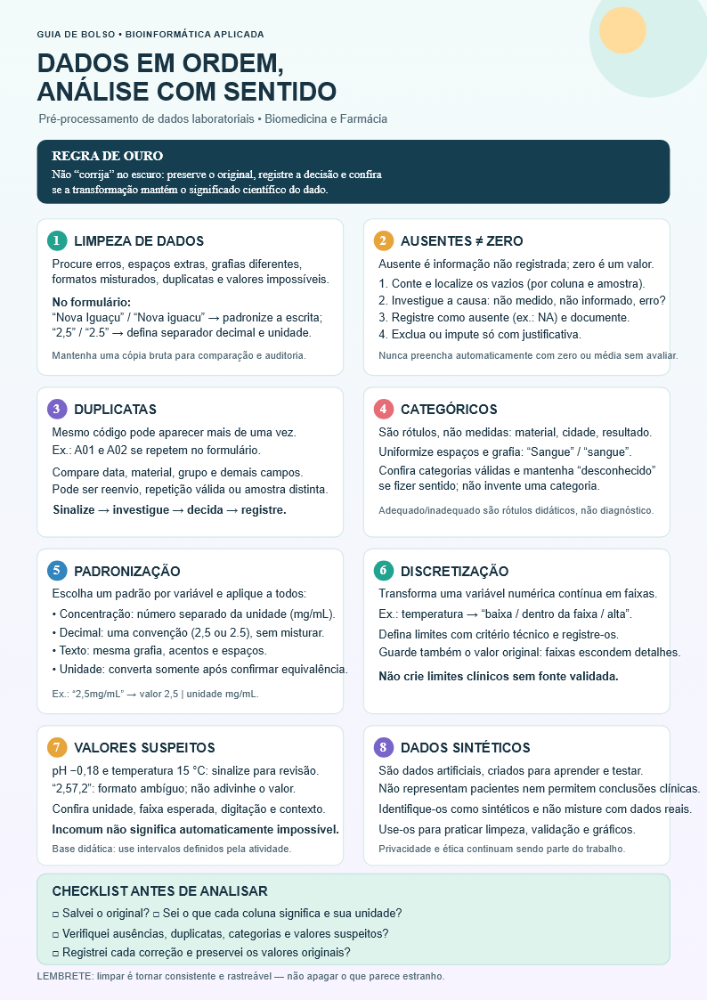 GUIA DE BOLSO • BIOINFORMÁTICA APLICADA
DADOS EM ORDEM,
ANÁLISE COM SENTIDO
Pré-processamento de dados laboratoriais • Biomedicina e Farmácia
REGRA DE OURO
Não “corrija” no escuro: preserve o original, registre a decisão e confira
se a transformação mantém o significado científico do dado.
1 LIMPEZA DE DADOS
Procure erros, espaços extras, grafias diferentes,
formatos misturados, duplicatas e valores impossíveis.
No formulário:
“Nova Iguaçu” / “Nova iguacu” → padronize a escrita;
“2,5” / “2.5” → defina separador decimal e unidade.
Mantenha uma cópia bruta para comparação e auditoria.
2 AUSENTES ≠ ZERO
Ausente é informação não registrada; zero é um valor.
1. Conte e localize os vazios (por coluna e amostra).
2. Investigue a causa: não medido, não informado, erro?
3. Registre como ausente (ex.: NA) e documente.
4. Exclua ou impute só com justificativa.
Nunca preencha automaticamente com zero ou média sem avaliar.
3 DUPLICATAS
Mesmo código pode aparecer mais de uma vez.
Ex.: A01 e A02 se repetem no formulário.
Compare data, material, grupo e demais campos.
Pode ser reenvio, repetição válida ou amostra distinta.
Sinalize → investigue → decida → registre.
4 CATEGÓRICOS
São rótulos, não medidas: material, cidade, resultado.
Uniformize espaços e grafia: “Sangue” / “sangue”.
Confira categorias válidas e mantenha “desconhecido”
se fizer sentido; não invente uma categoria.
Adequado/inadequado são rótulos didáticos, não diagnóstico.
5 PADRONIZAÇÃO
Escolha um padrão por variável e aplique a todos:
• Concentração: número separado da unidade (mg/mL).
• Decimal: uma convenção (2,5 ou 2.5), sem misturar.
• Texto: mesma grafia, acentos e espaços.
• Unidade: converta somente após confirmar equivalência.
Ex.: “2,5mg/mL” → valor 2,5 | unidade mg/mL.
6 DISCRETIZAÇÃO
Transforma uma variável numérica contínua em faixas.
Ex.: temperatura → “baixa / dentro da faixa / alta”.
Defina limites com critério técnico e registre-os.
Guarde também o valor original: faixas escondem detalhes.
Não crie limites clínicos sem fonte validada.
7 VALORES SUSPEITOS
pH −0,18 e temperatura 15 °C: sinalize para revisão.
“2,57,2”: formato ambíguo; não adivinhe o valor.
Confira unidade, faixa esperada, digitação e contexto.
Incomum não significa automaticamente impossível.
Base didática: use intervalos definidos pela atividade.
8 DADOS SINTÉTICOS
São dados artificiais, criados para aprender e testar.
Não representam pacientes nem permitem conclusões clínicas.
Identifique-os como sintéticos e não misture com dados reais.
Use-os para praticar limpeza, validação e gráficos.
Privacidade e ética continuam sendo parte do trabalho.
CHECKLIST ANTES DE ANALISAR
□ Salvei o original? □ Sei o que cada coluna significa e sua unidade?
□ Verifiquei ausências, duplicatas, categorias e valores suspeitos?
□ Registrei cada correção e preservei os valores originais?
LEMBRETE: limpar é tornar consistente e rastreável — não apagar o que parece estranho.